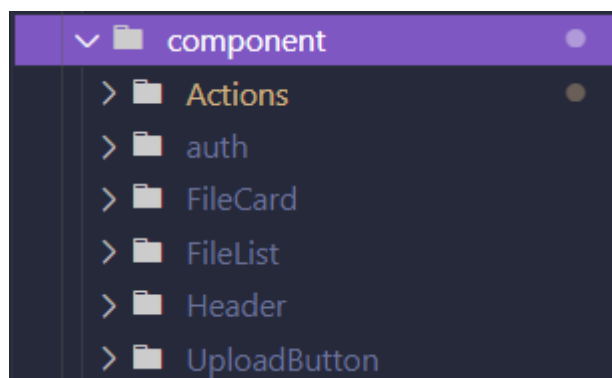 component
Actions
auth
FileCard
FileList
Header
UploadButton